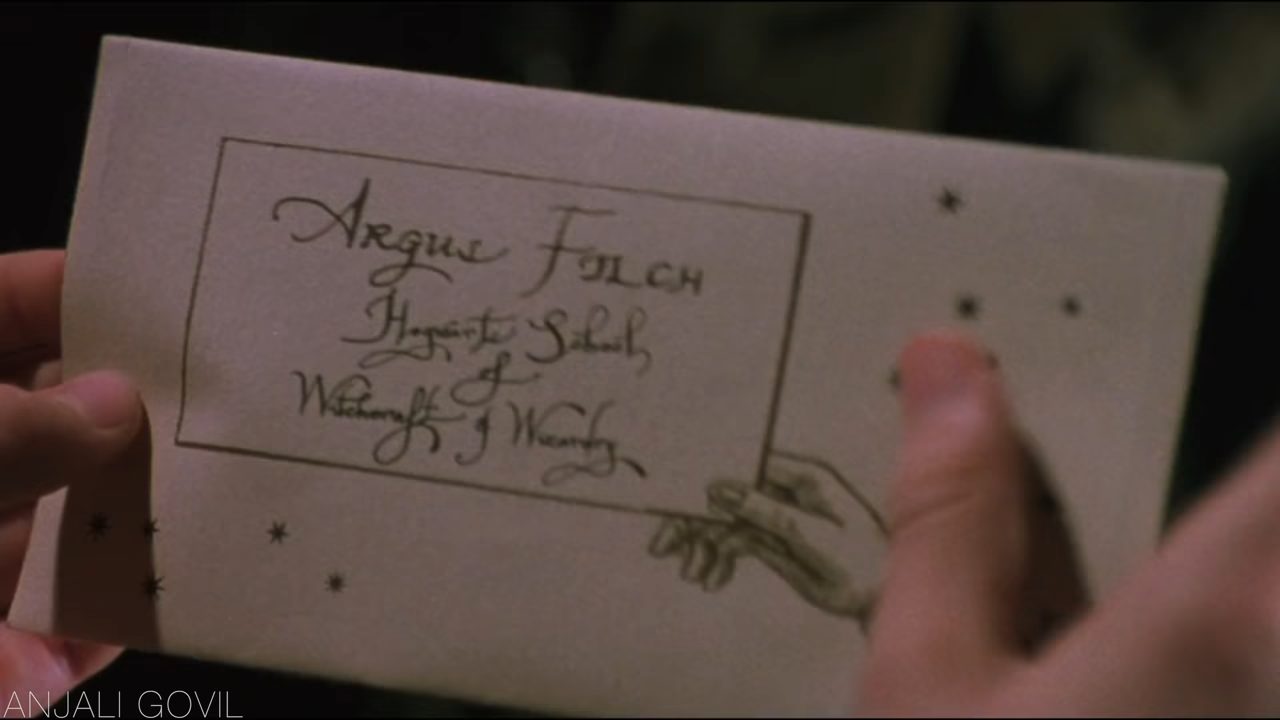 Argus Filch
Hogwarts School
of
Witchcraft & Wizardry
ANJALI GOVIL